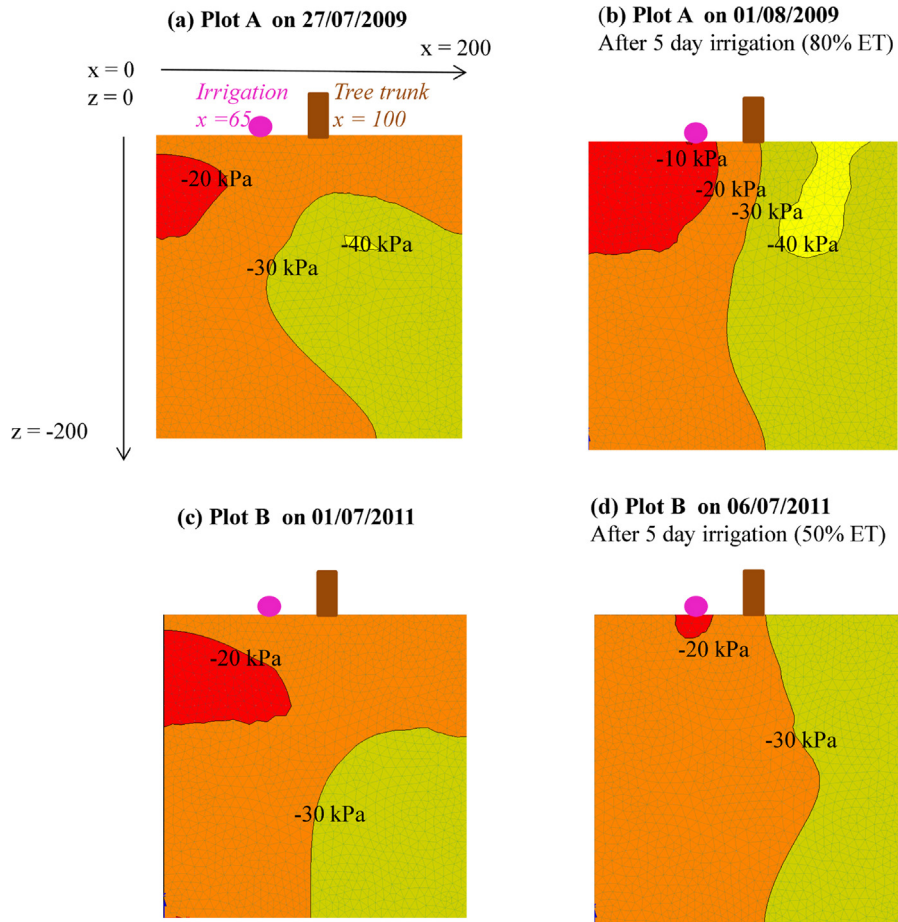 (a) Plot A on 27/07/2009
x = 200
x = 0
z = 0
Irrigation
x =65
Tree trunk
x = 100
-20 kPa
-40 kPa
-30 kPa
z = -200
(b) Plot A on 01/08/2009
After 5 day irrigation (80% ET)
-10 kPa
-20 kPa
-30 kPa
-40 kPa
(c) Plot B on 01/07/2011
-20 kPa
-30 kPa
(d) Plot B on 06/07/2011
After 5 day irrigation (50% ET)
-20 kPa
-30 kPa